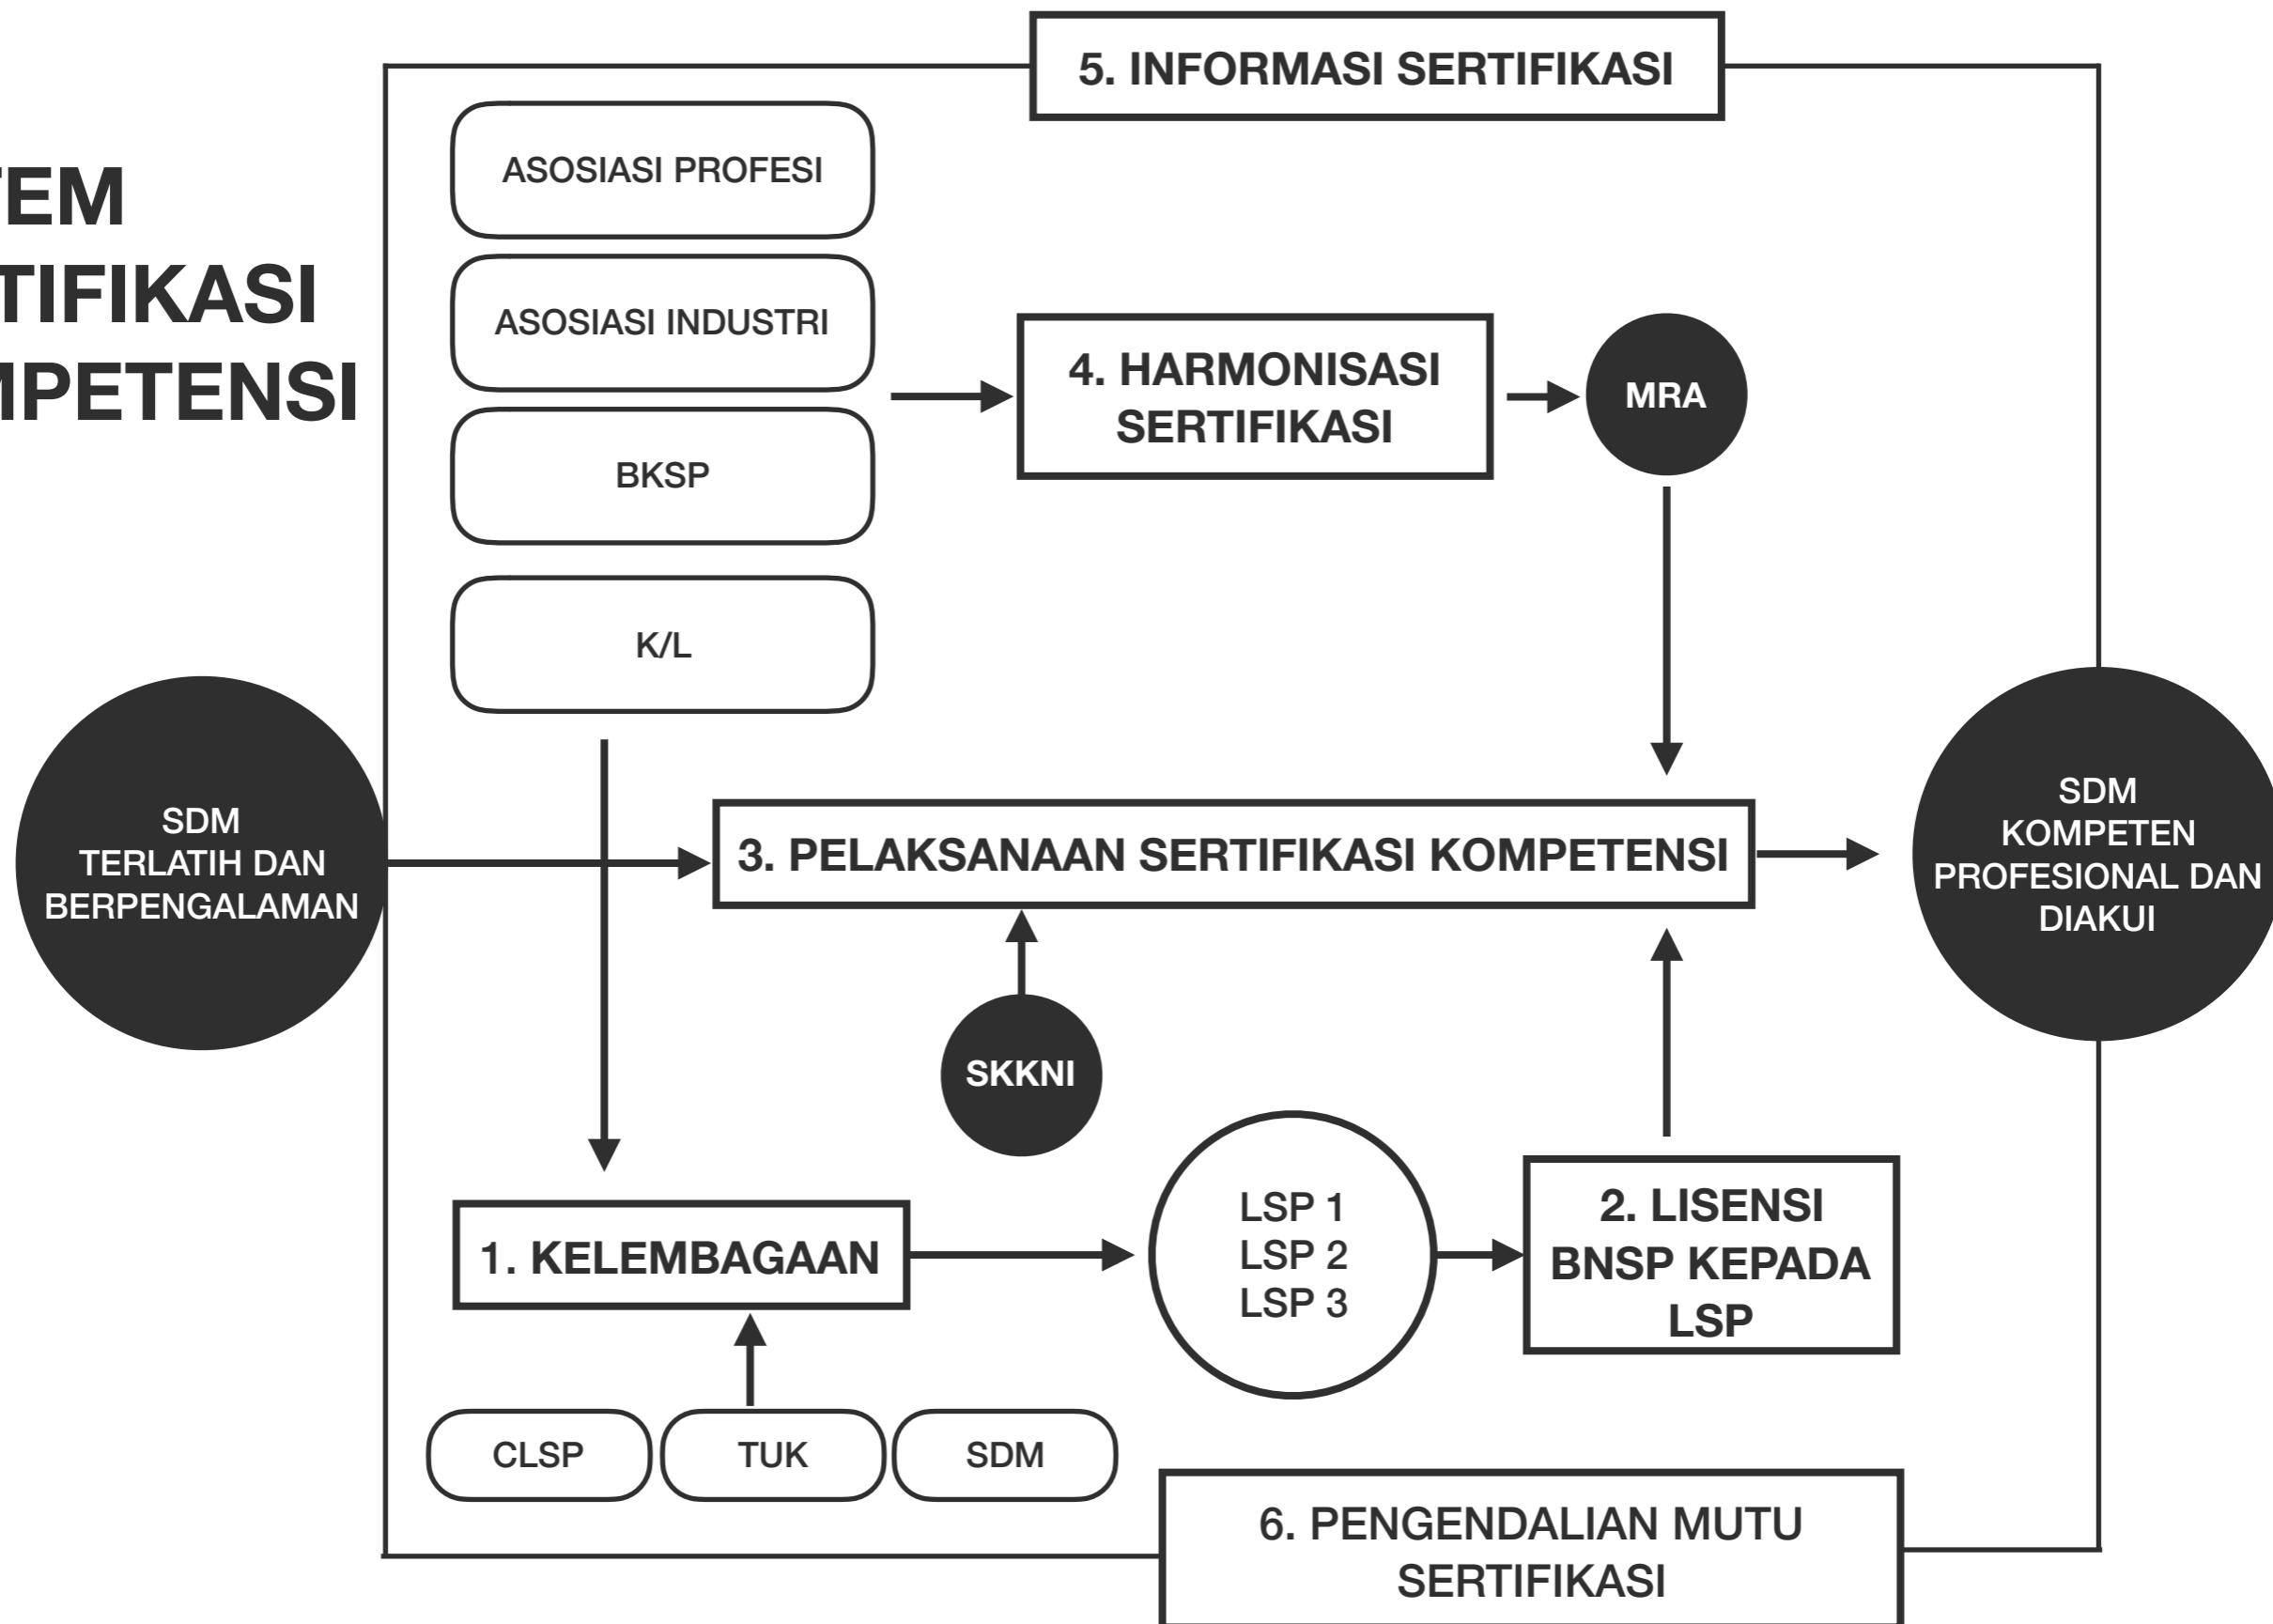 5. INFORMASI SERTIFIKASI
TEM
TIFIKASI
MPETENSI
ASOSIASI PROFESI
ASOSIASI INDUSTRI
BKSP
K/L
4. HARMONISASI
SERTIFIKASI
MRA
SDM
TERLATIH DAN
BERPENGALAMAN
3. PELAKSANAAN SERTIFIKASI KOMPETENSI
SDM
KOMPETEN
PROFESIONAL DAN
DIAKUI
SKKNI
1. KELEMBAGAAN
LSP 1
LSP 2
LSP 3
2. LISENSI
BNSP KEPADA
LSP
CLSP
TUK
SDM
6. PENGENDALIAN MUTU
SERTIFIKASI